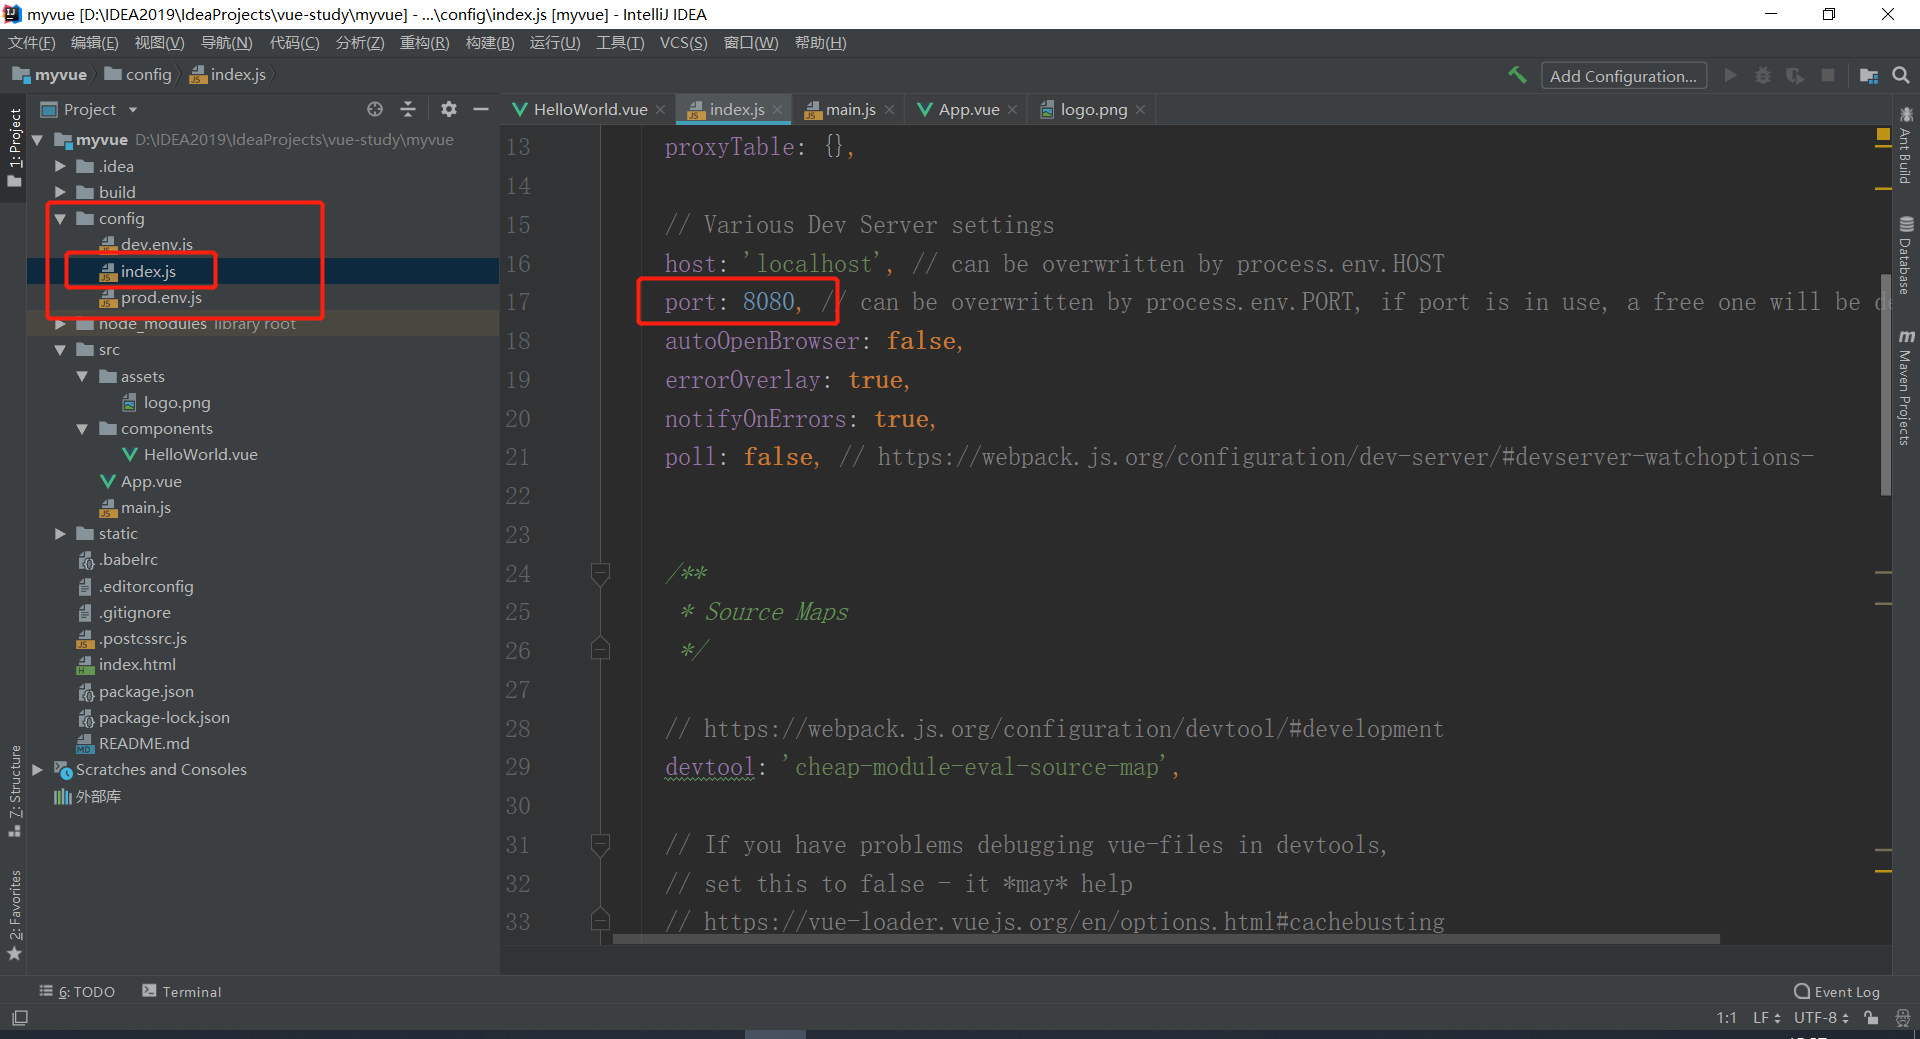 myvue [D:\IDEA2019\IdeaProjects\vue-study\myvue] - ...\config\index.js [myvue] - IntelliJ IDEA
文件(F) 编辑(E) 视图(V) 导航(N) 代码(C) 分析(Z) 重构(R) 构建(B) 运行(U) 工具(T) VCS(S) 窗口(W) 帮助(H)
myvue config index.js Add Configuration...
Project HelloWorld.vue index.js main.js App.vue logo.png
1: Project
myvue D:\IDEA2019\IdeaProjects\vue-study\myvue
.idea
build
config
dev.env.js
index.js
prod.env.js
node_modules library root
src
assets
logo.png
components
HelloWorld.vue
App.vue
main.js
static
.babelrc
.editorconfig
.gitignore
.postcssrc.js
index.html
package.json
package-lock.json
README.md
Scratches and Consoles
外部库
7: Structure
2: Favorites
13 proxyTable: {},
14
15 // Various Dev Server settings
16 host: 'localhost', // can be overwritten by process.env.HOST
17 port: 8080, // can be overwritten by process.env.PORT, if port is in use, a free one will be de
18 autoOpenBrowser: false,
19 errorOverlay: true,
20 notifyOnErrors: true,
21 poll: false, // https://webpack.js.org/configuration/dev-server/#devserver-watchoptions-
22
23
24 /**
25 * Source Maps
26 */
27
28 // https://webpack.js.org/configuration/devtool/#development
29 devtool: 'cheap-module-eval-source-map',
30
31 // If you have problems debugging vue-files in devtools,
32 // set this to false - it *may* help
33 // https://vue-loader.vuejs.org/en/options.html#cachebusting
Ant Build
Database
Maven Projects
6: TODO Terminal Event Log
1:1 LF UTF-8